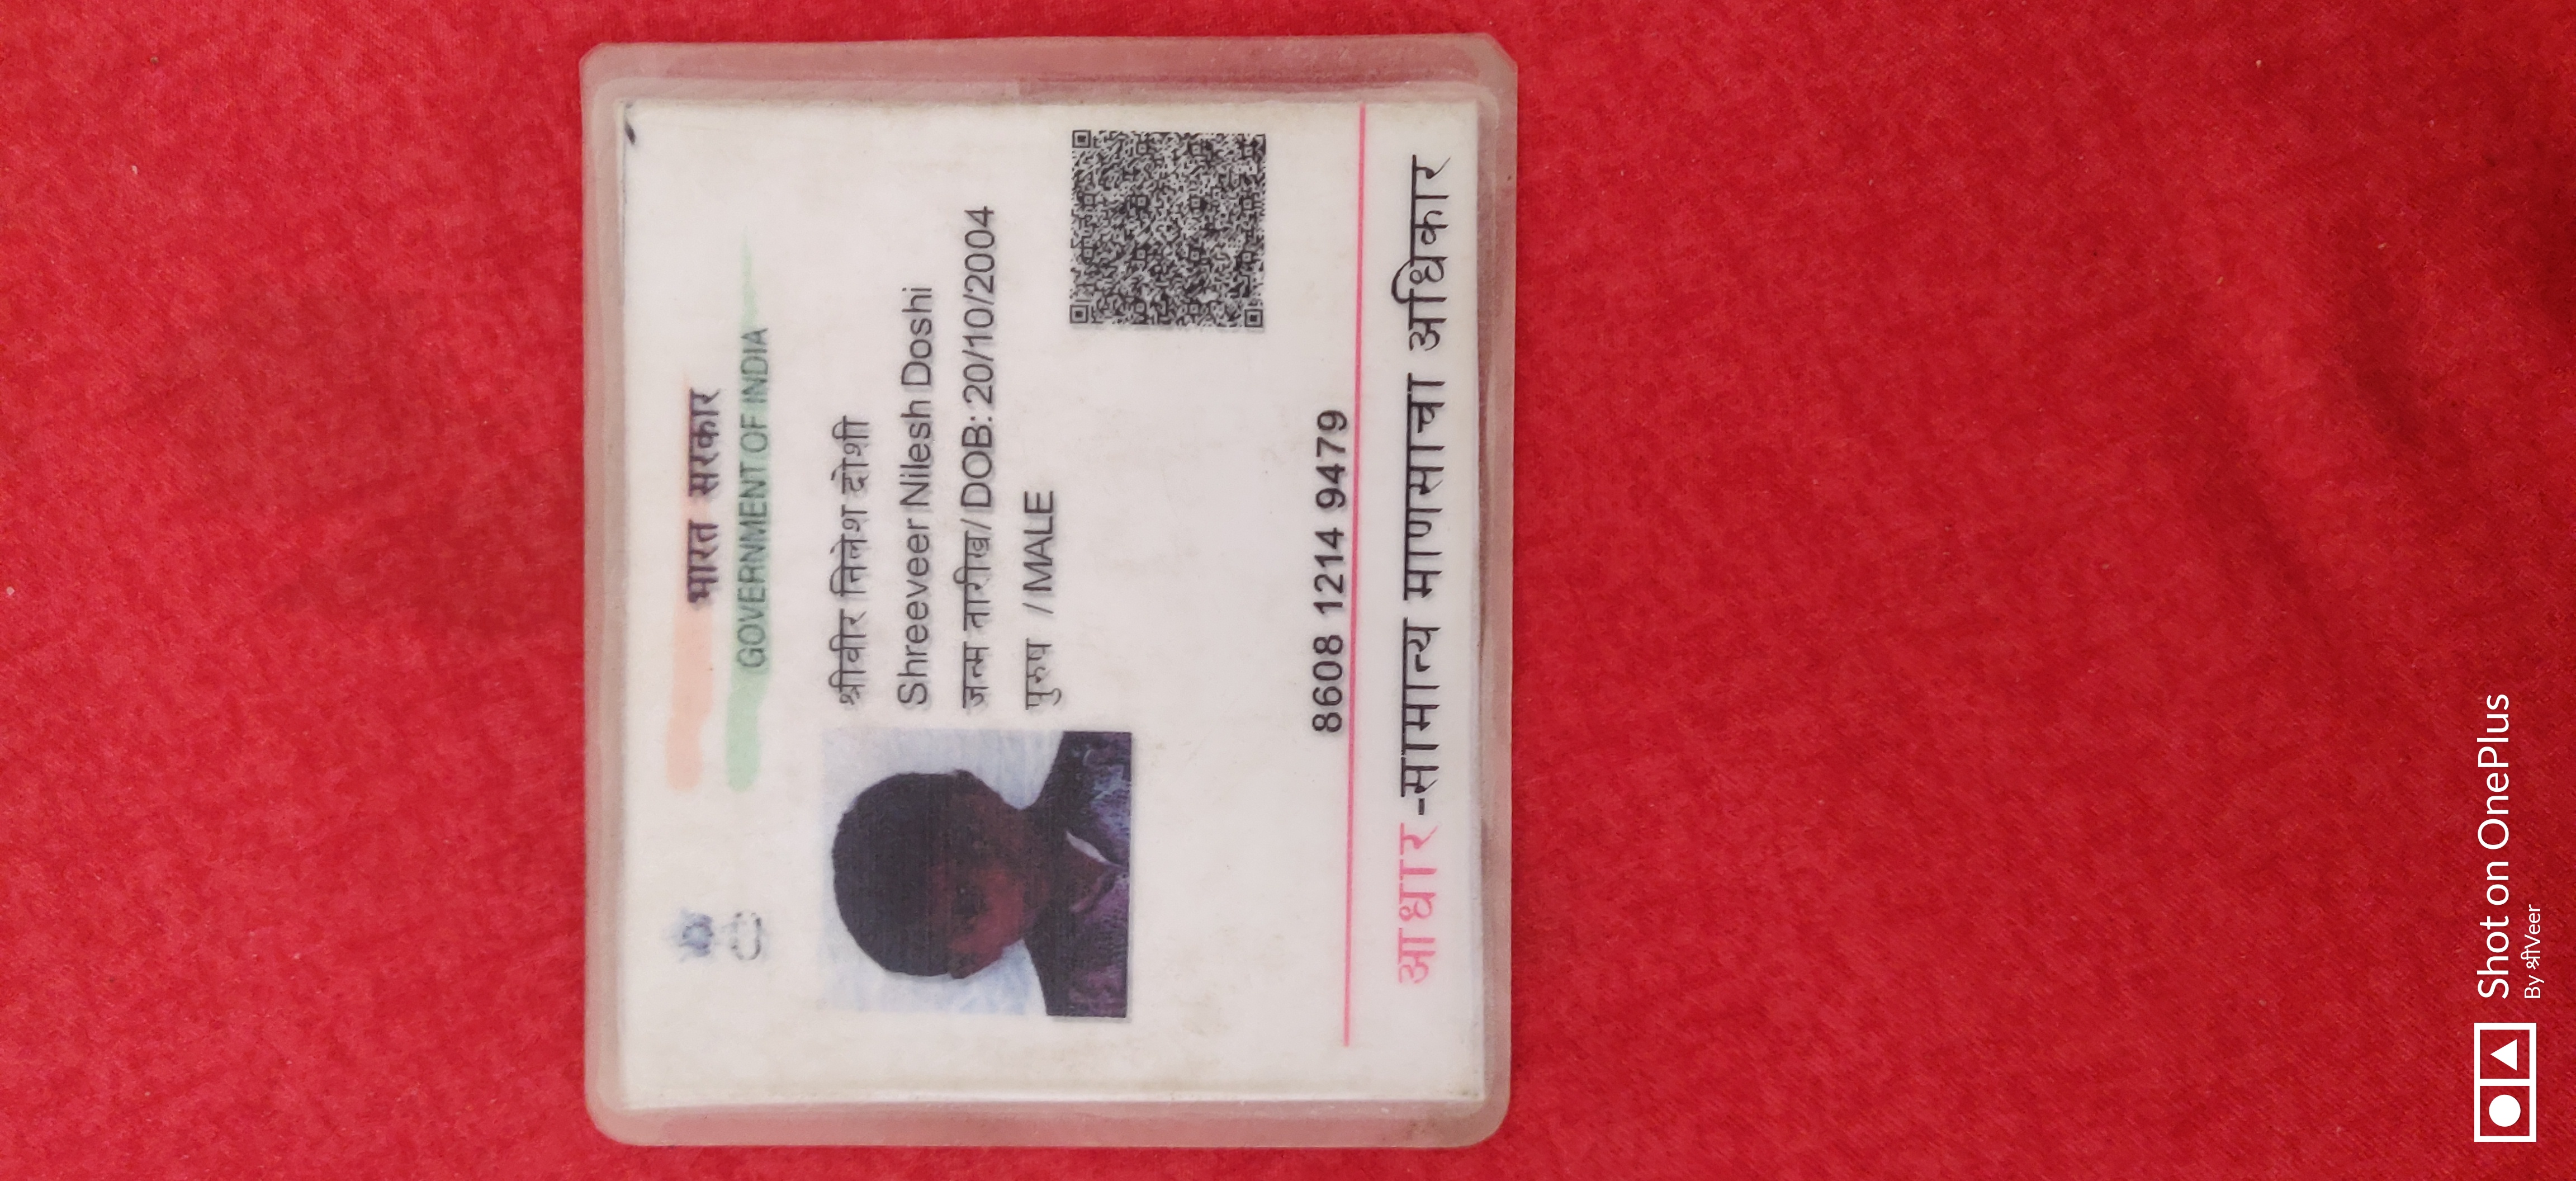 भारत सरकार
GOVERNMENT OF INDIA
श्रीवीर निलेश दोशी
Shreeveer Nilesh Doshi
जन्म तारीख/ DOB: 20/10/2004
पुरुष / MALE
8608 1214 9479
आधार -सामान्य माणसाचा अधिकार
Shot on OnePlus
By श्रीVeer